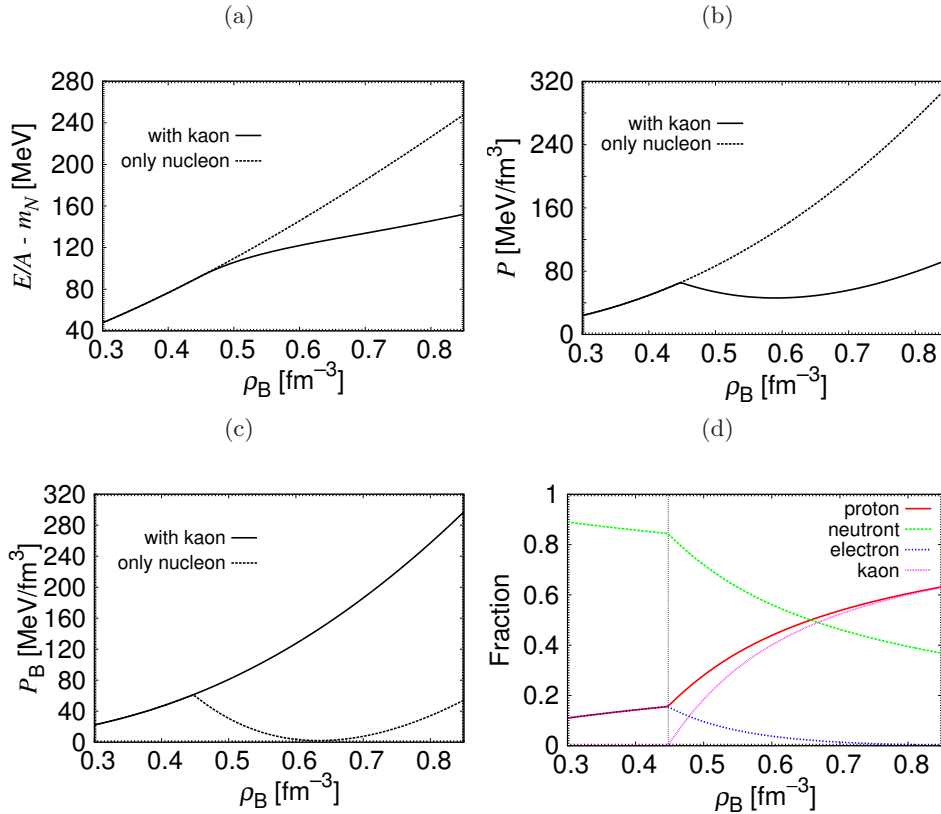 (a)
280
240
200
160
120
80
40
E/A - m_N [MeV]
with kaon
only nucleon
0.3 0.4 0.5 0.6 0.7 0.8
ρ_B [fm⁻³]
(b)
320
240
160
80
0
P [MeV/fm³]
with kaon
only nucleon
0.3 0.4 0.5 0.6 0.7 0.8
ρ_B [fm⁻³]
(c)
320
280
240
200
160
120
80
40
0
P_B [MeV/fm³]
with kaon
only nucleon
0.3 0.4 0.5 0.6 0.7 0.8
ρ_B [fm⁻³]
(d)
1
0.8
0.6
0.4
0.2
0
Fraction
proton
neutront
electron
kaon
0.3 0.4 0.5 0.6 0.7 0.8
ρ_B [fm⁻³]